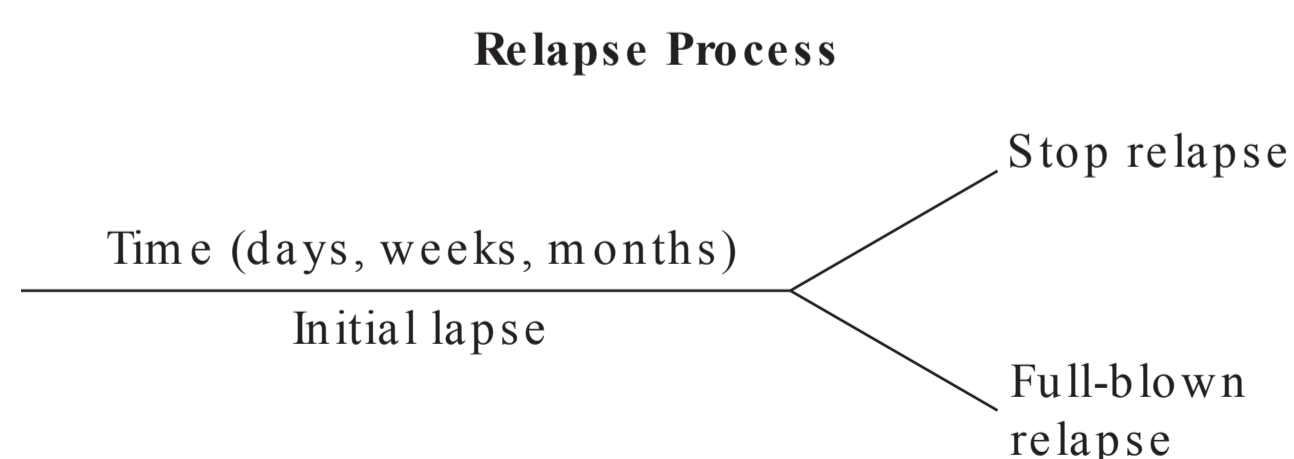 Relapse Process
Stop relapse
Time (days, weeks, months)
Initial lapse
Full-blown
relapse